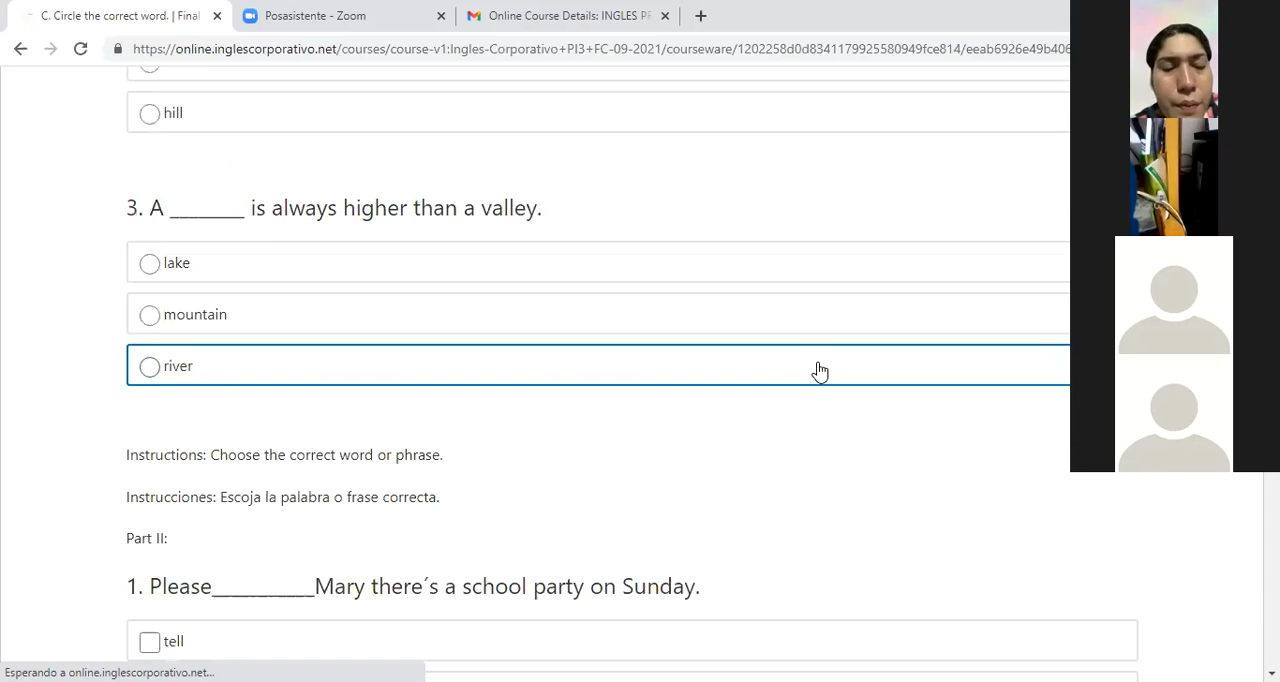 C. Circle the correct word. | Final
Posasistente - Zoom
Online Course Details: INGLES PR
https://online.inglescorporativo.net/courses/course-v1:Ingles-Corporativo+PI3+FC-09-2021/courseware/1202258d0d8341179925580949fce814/eeab6926e49b406
hill
3. A ________ is always higher than a valley.
lake
mountain
river
Instructions: Choose the correct word or phrase.
Instrucciones: Escoja la palabra o frase correcta.
Part II:
1. Please___________Mary there´s a school party on Sunday.
tell
Esperando a online.inglescorporativo.net...